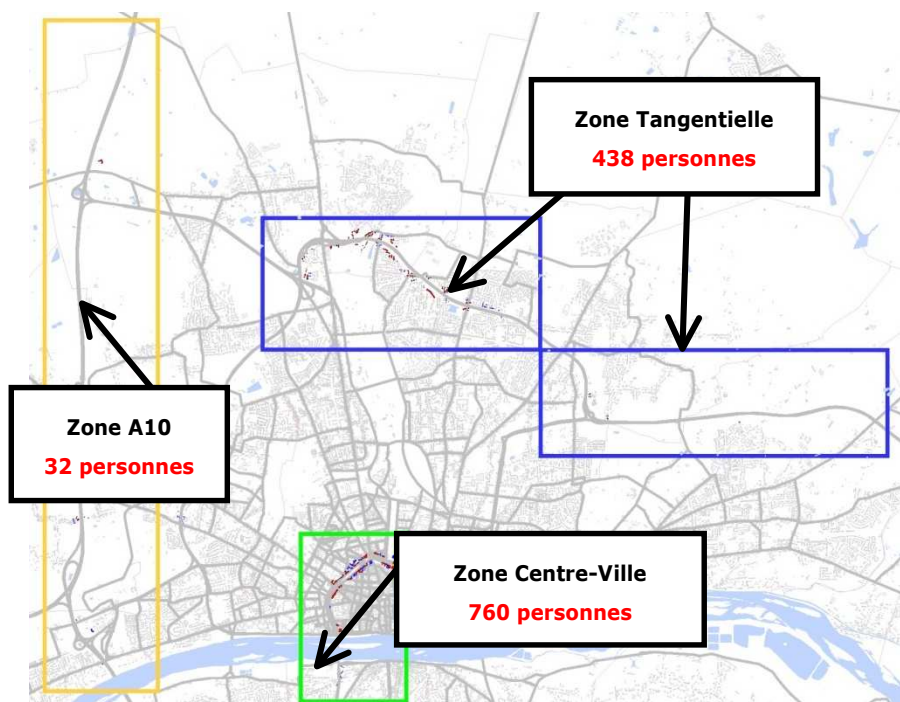 Zone Tangentielle
438 personnes
Zone A10
32 personnes
Zone Centre-Ville
760 personnes